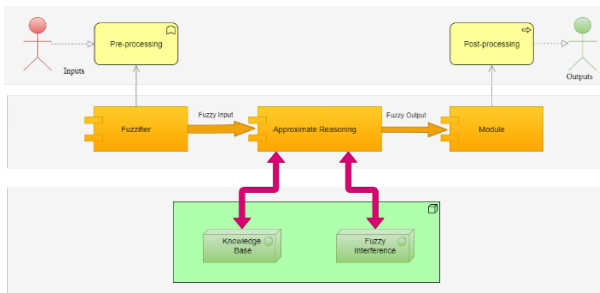 Pre-processing
Post-processing
Inputs
Outputs
Fuzzifier
Fuzzy Input
Approximate Reasoning
Fuzzy Output
Module
Knowledge
Base
Fuzzy
Interference